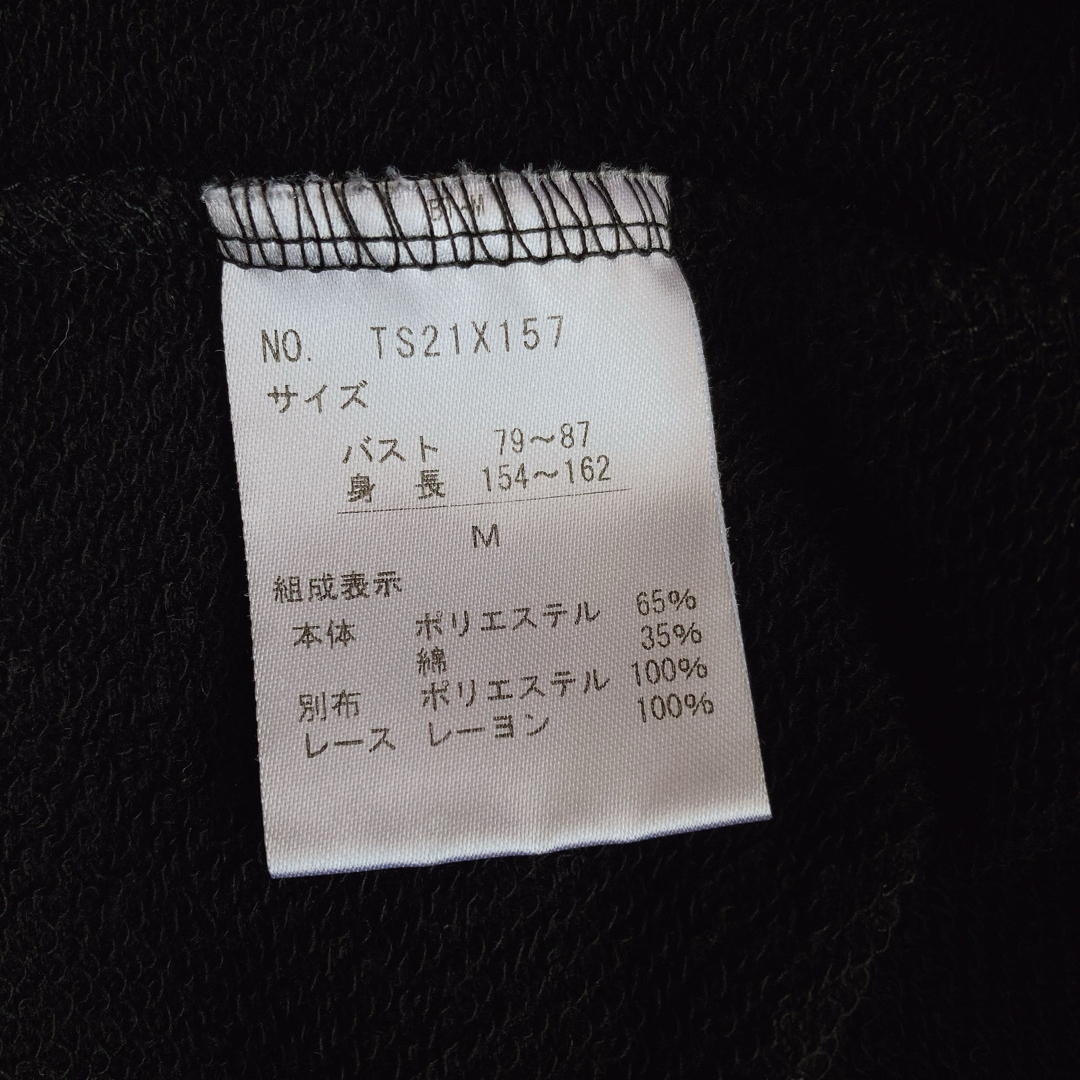 NO. TS21X157
サイズ
バスト 79～87
身長 154～162
M
組成表示
本体 ポリエステル 65%
綿 35%
別布 ポリエステル 100%
レース レーヨン 100%